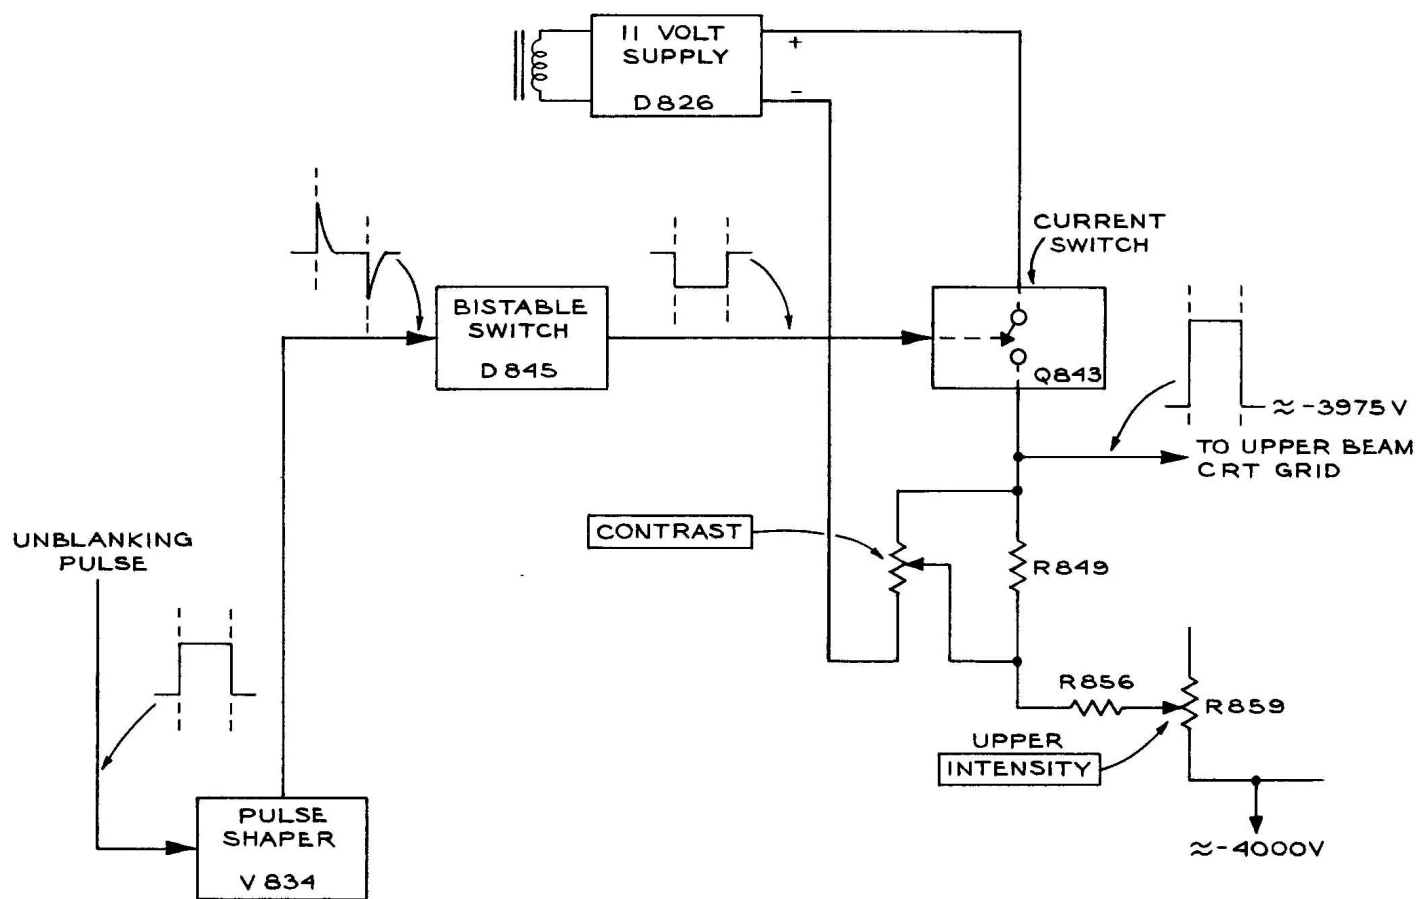 11 VOLT
SUPPLY
D826
+
-
CURRENT
SWITCH
BISTABLE
SWITCH
D845
Q843
≈-3975V
TO UPPER BEAM
CRT GRID
CONTRAST
R849
UNBLANKING
PULSE
R856
R859
UPPER
INTENSITY
PULSE
SHAPER
V834
≈-4000V